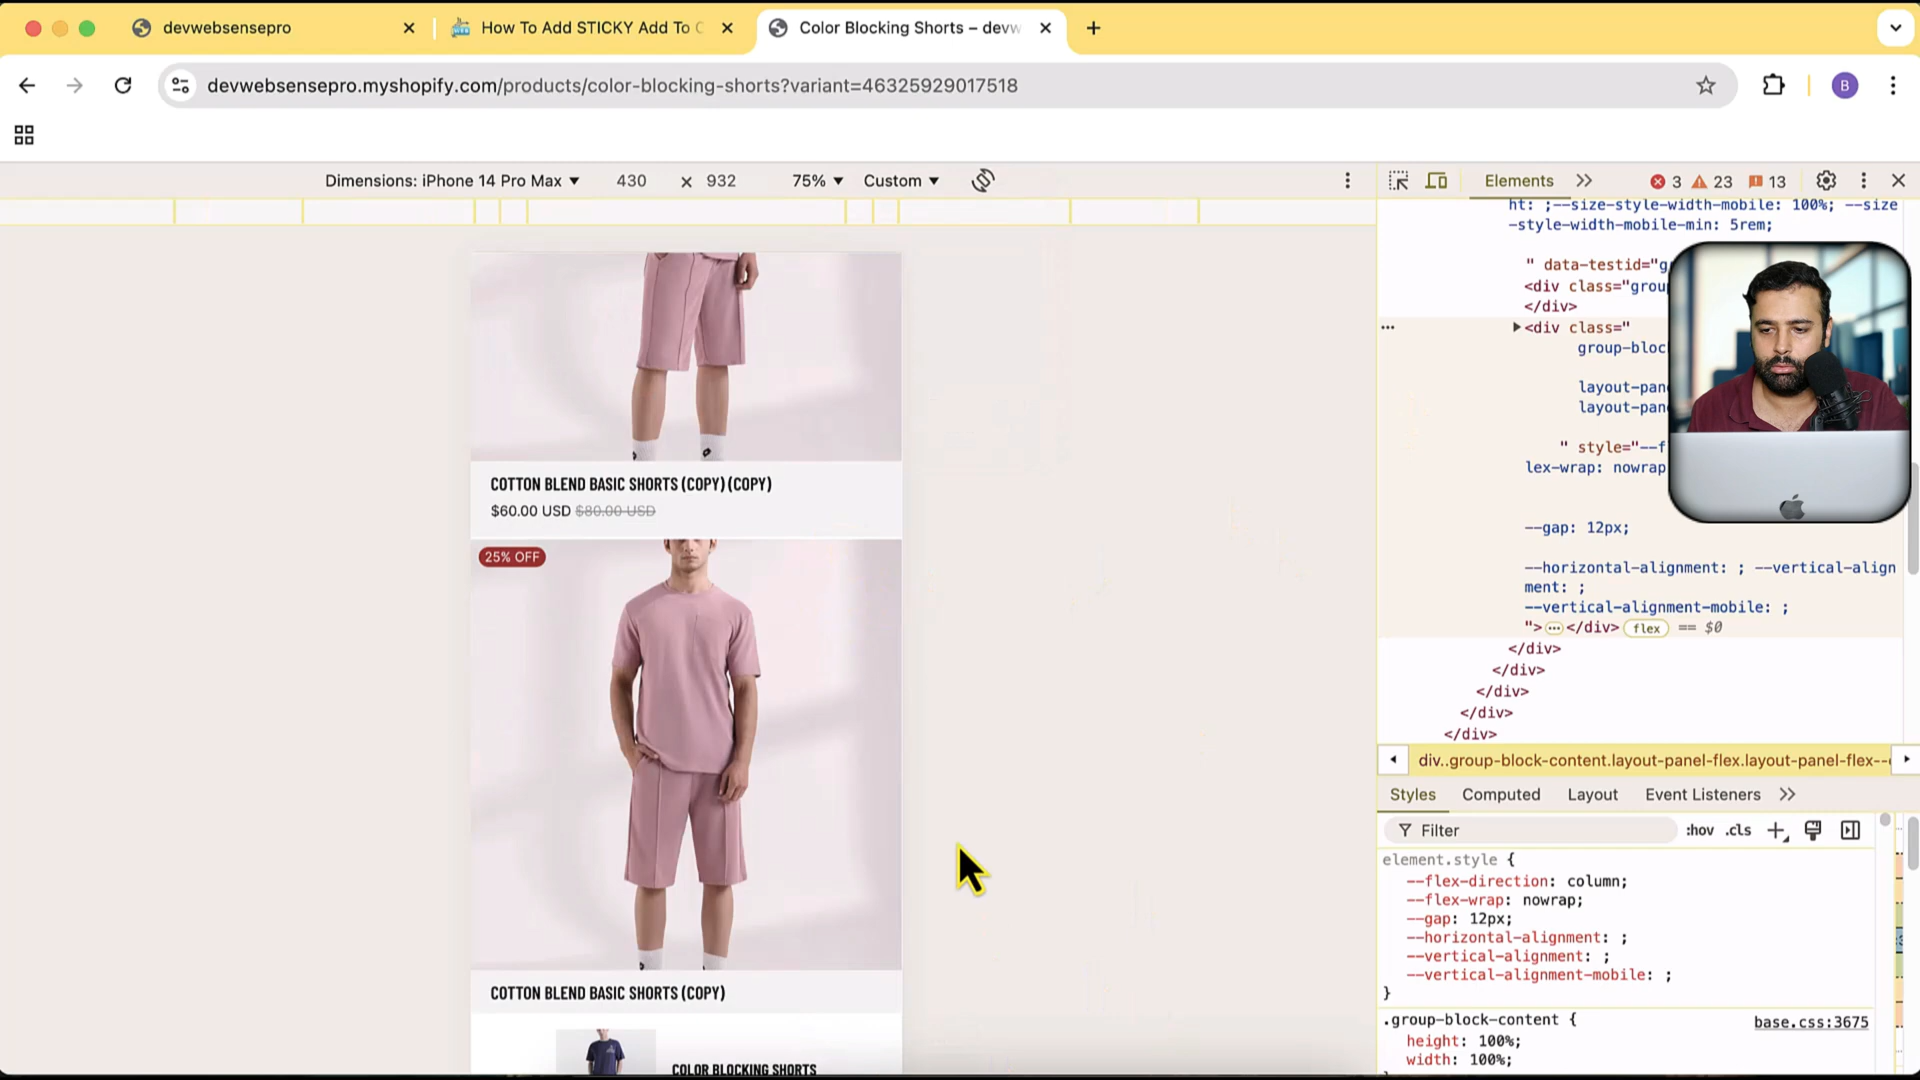 devwebsensepro
How To Add STICKY Add To C
Color Blocking Shorts – devw
devwebsensepro.myshopify.com/products/color-blocking-shorts?variant=46325929017518
B
Dimensions: iPhone 14 Pro Max 430 × 932 75% Custom
Elements 3 23 13
ht: ;--size-style-width-mobile: 100%; --size
-style-width-mobile-min: 5rem;
" data-testid="g
<div class="grou
</div>
<div class="
group-bloc
layout-pan
layout-pan
" style="--f
lex-wrap: nowrap
--gap: 12px;
--horizontal-alignment: ; --vertical-align
ment: ;
--vertical-alignment-mobile: ;
"> ••• </div> flex == $0
</div>
</div>
</div>
</div>
</div>
div..group-block-content.layout-panel-flex.layout-panel-flex--
Styles Computed Layout Event Listeners
Filter :hov .cls
element.style {
--flex-direction: column;
--flex-wrap: nowrap;
--gap: 12px;
--horizontal-alignment: ;
--vertical-alignment: ;
--vertical-alignment-mobile: ;
}
.group-block-content { base.css:3675
height: 100%;
width: 100%;
COTTON BLEND BASIC SHORTS (COPY) (COPY)
$60.00 USD $80.00 USD
25% OFF
COTTON BLEND BASIC SHORTS (COPY)
COLOR BLOCKING SHORTS